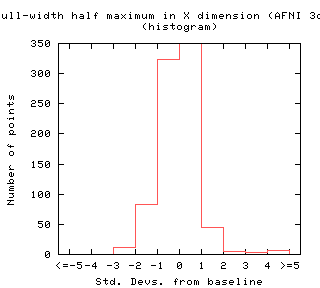 ull-width half maximum in X dimension (AFNI 3d
(histogram)
350
300
250
200
150
100
50
0
Number of points
<=-5 -4 -3 -2 -1 0 1 2 3 4 >=5
Std. Devs. from baseline